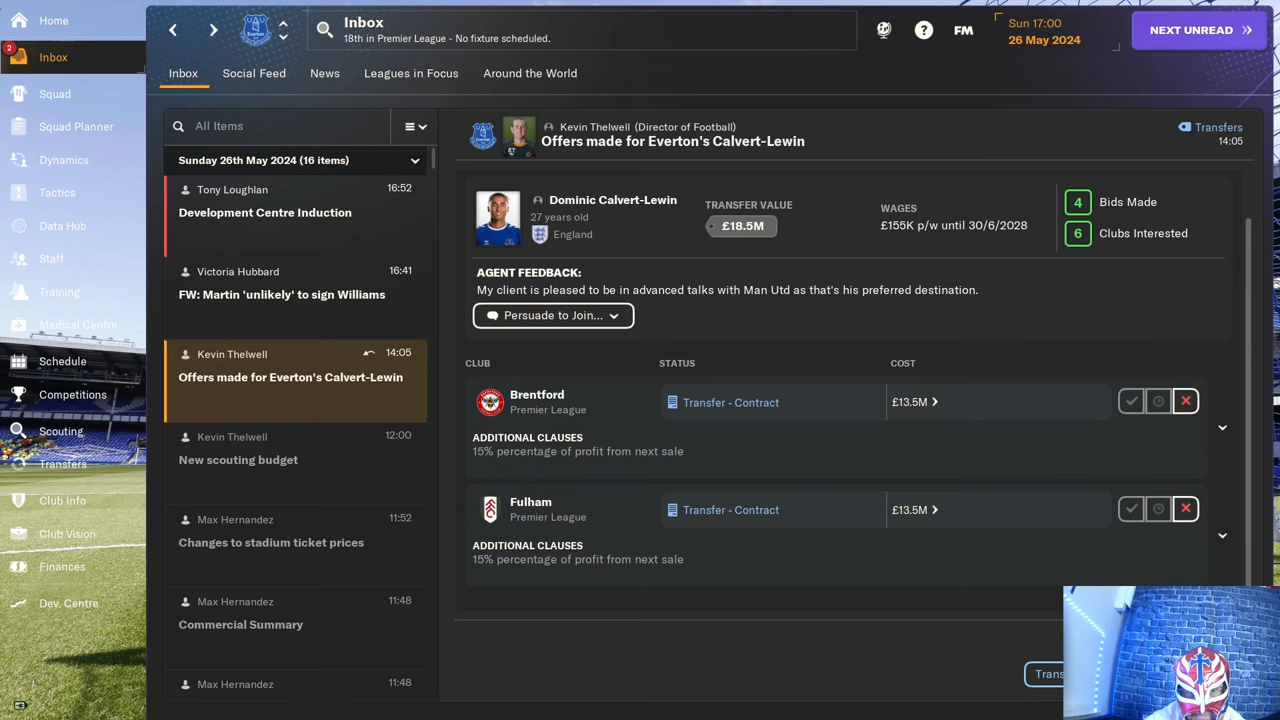 Home
2
Inbox
Squad
Squad Planner
Dynamics
Tactics
Data Hub
Staff
Training
Medical Centre
Schedule
Competitions
Scouting
Transfers
Club Info
Club Vision
Finances
Dev. Centre
Everton
Inbox
18th in Premier League - No fixture scheduled.
FM
Sun 17:00
26 May 2024
NEXT UNREAD
Inbox
Social Feed
News
Leagues in Focus
Around the World
All Items
Sunday 26th May 2024 (16 items)
Tony Loughlan 16:52
Development Centre Induction
Victoria Hubbard 16:41
FW: Martin 'unlikely' to sign Williams
Kevin Thelwell 14:05
Offers made for Everton's Calvert-Lewin
Kevin Thelwell 12:00
New scouting budget
Max Hernandez 11:52
Changes to stadium ticket prices
Max Hernandez 11:48
Commercial Summary
Max Hernandez 11:48
Kevin Thelwell (Director of Football)
Offers made for Everton's Calvert-Lewin
Transfers
14:05
Dominic Calvert-Lewin
27 years old
England
TRANSFER VALUE
£18.5M
WAGES
£155K p/w until 30/6/2028
4 Bids Made
6 Clubs Interested
AGENT FEEDBACK:
My client is pleased to be in advanced talks with Man Utd as that's his preferred destination.
Persuade to Join...
CLUB STATUS COST
Brentford
Premier League
Transfer - Contract
£13.5M
ADDITIONAL CLAUSES
15% percentage of profit from next sale
Fulham
Premier League
Transfer - Contract
£13.5M
ADDITIONAL CLAUSES
15% percentage of profit from next sale
Trans